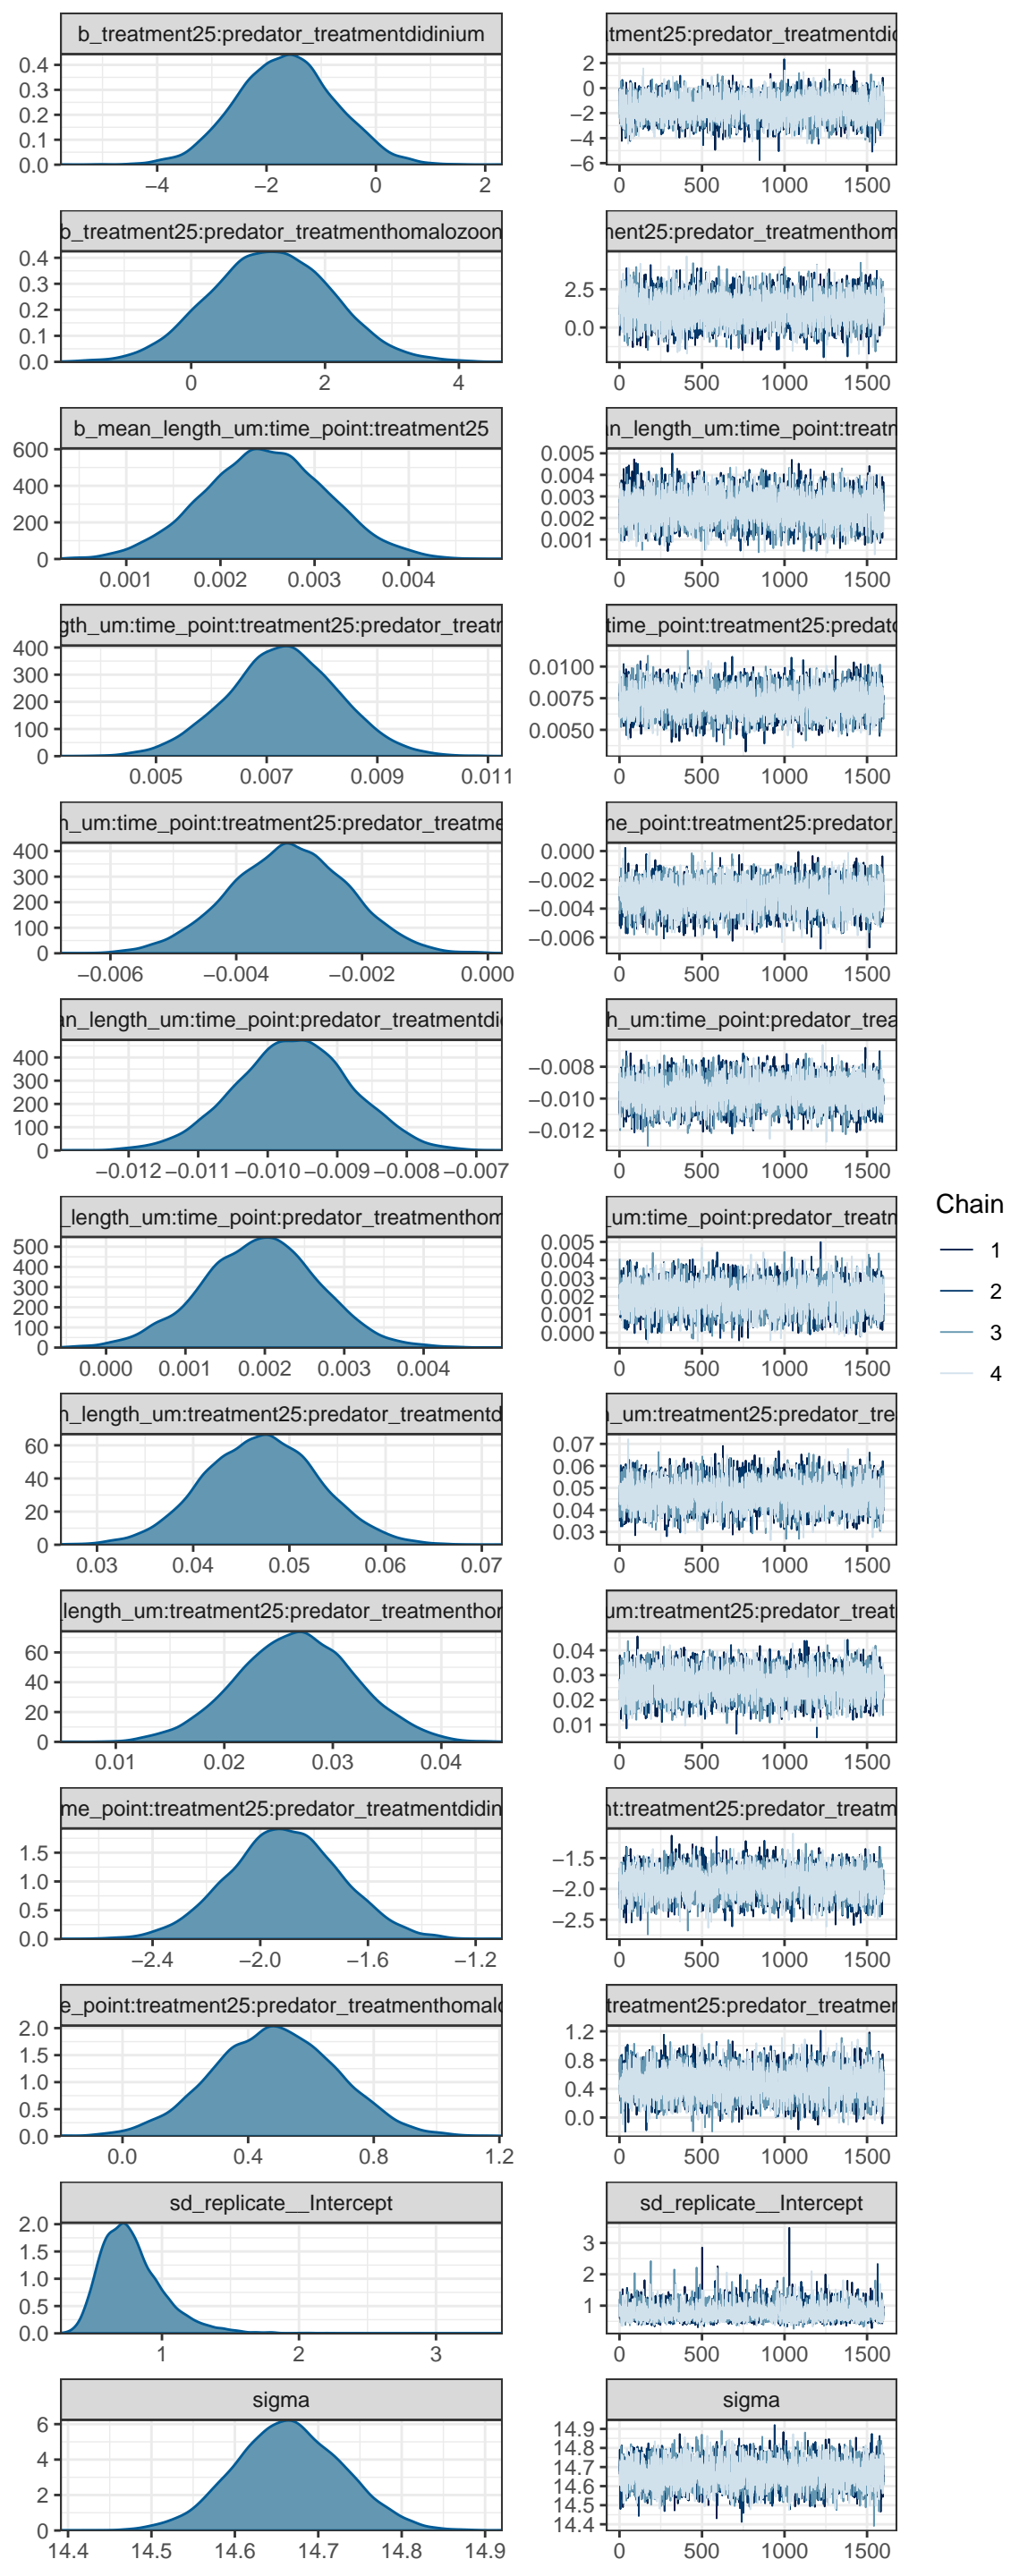 b_treatment25:predator_treatmentdidinium
tment25:predator_treatmentdid
0.4
0.3
0.2
0.1
0.0
−4 −2 0 2
2
0
−2
−4
−6
0 500 1000 1500
b_treatment25:predator_treatmenthomalozoon
nent25:predator_treatmenthom
0.4
0.3
0.2
0.1
0.0
0 2 4
2.5
0.0
0 500 1000 1500
b_mean_length_um:time_point:treatment25
n_length_um:time_point:treatn
600
400
200
0
0.001 0.002 0.003 0.004
0.005
0.004
0.003
0.002
0.001
0 500 1000 1500
gth_um:time_point:treatment25:predator_treatn
time_point:treatment25:predato
400
300
200
100
0
0.005 0.007 0.009 0.011
0.0100
0.0075
0.0050
0 500 1000 1500
n_um:time_point:treatment25:predator_treatme
ne_point:treatment25:predator_
400
300
200
100
0
−0.006 −0.004 −0.002 0.000
0.000
−0.002
−0.004
−0.006
0 500 1000 1500
an_length_um:time_point:predator_treatmentdi
h_um:time_point:predator_trea
400
300
200
100
0
−0.012 −0.011 −0.010 −0.009 −0.008 −0.007
−0.008
−0.010
−0.012
0 500 1000 1500
_length_um:time_point:predator_treatmenthom
_um:time_point:predator_treatn
500
400
300
200
100
0
0.000 0.001 0.002 0.003 0.004
0.005
0.004
0.003
0.002
0.001
0.000
0 500 1000 1500
Chain
1
2
3
4
n_length_um:treatment25:predator_treatmentd
_um:treatment25:predator_tre
60
40
20
0
0.03 0.04 0.05 0.06 0.07
0.07
0.06
0.05
0.04
0.03
0 500 1000 1500
_length_um:treatment25:predator_treatmenthor
um:treatment25:predator_treat
60
40
20
0
0.01 0.02 0.03 0.04
0.04
0.03
0.02
0.01
0 500 1000 1500
me_point:treatment25:predator_treatmentdidin
nt:treatment25:predator_treatm
1.5
1.0
0.5
0.0
−2.4 −2.0 −1.6 −1.2
−1.5
−2.0
−2.5
0 500 1000 1500
e_point:treatment25:predator_treatmenthomalo
treatment25:predator_treatmer
2.0
1.5
1.0
0.5
0.0
0.0 0.4 0.8 1.2
1.2
0.8
0.4
0.0
0 500 1000 1500
sd_replicate__Intercept
sd_replicate__Intercept
2.0
1.5
1.0
0.5
0.0
1 2 3
3
2
1
0 500 1000 1500
sigma
sigma
6
4
2
0
14.4 14.5 14.6 14.7 14.8 14.9
14.9
14.8
14.7
14.6
14.5
14.4
0 500 1000 1500